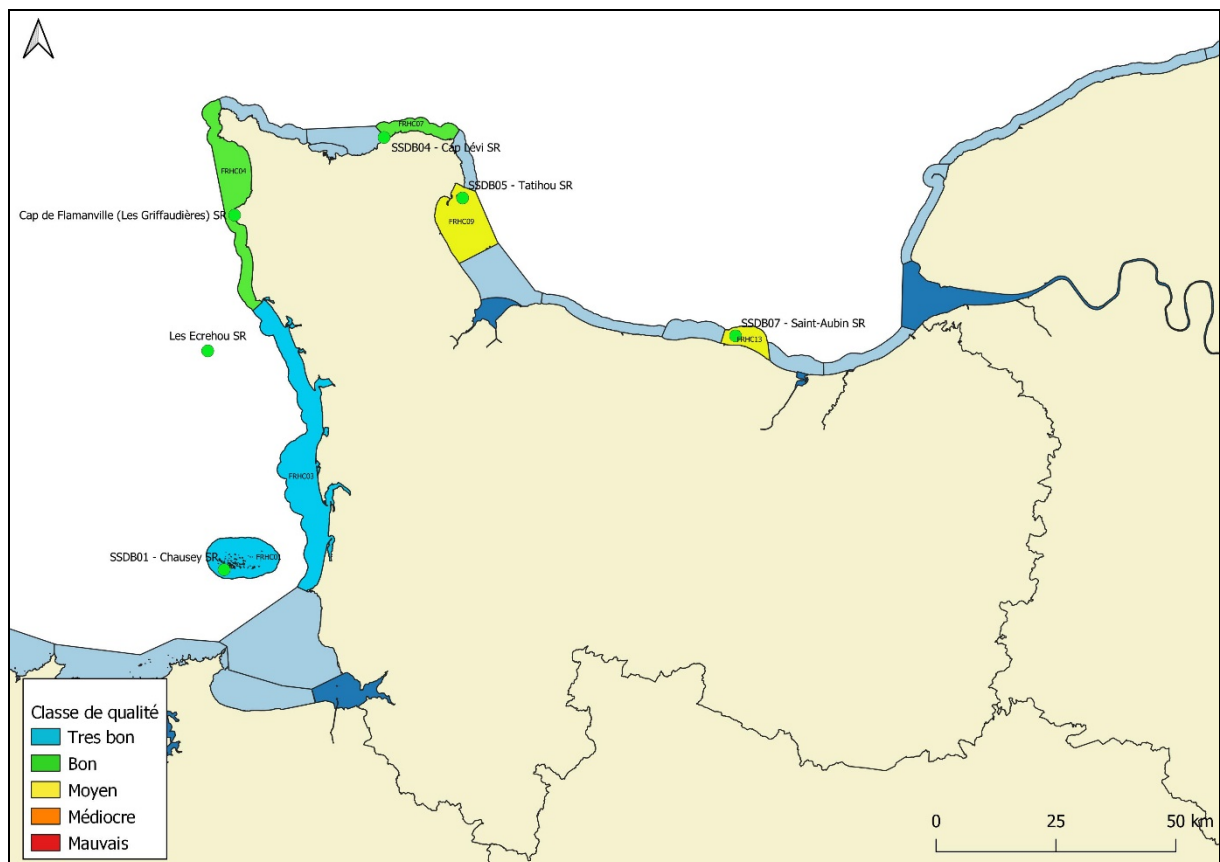 FRHC07
SSDB04 - Cap Lévi SR
FRHC04
SSDB05 - Tatihou SR
Cap de Flamanville (Les Griffaudières) SR
FRHC09
SSDB07 - Saint-Aubin SR
FRHC13
Les Ecrehou SR
FRHC03
SSDB01 - Chausey SR
FRHC01
Classe de qualité
Tres bon
Bon
Moyen
Médiocre
Mauvais
0 25 50 km